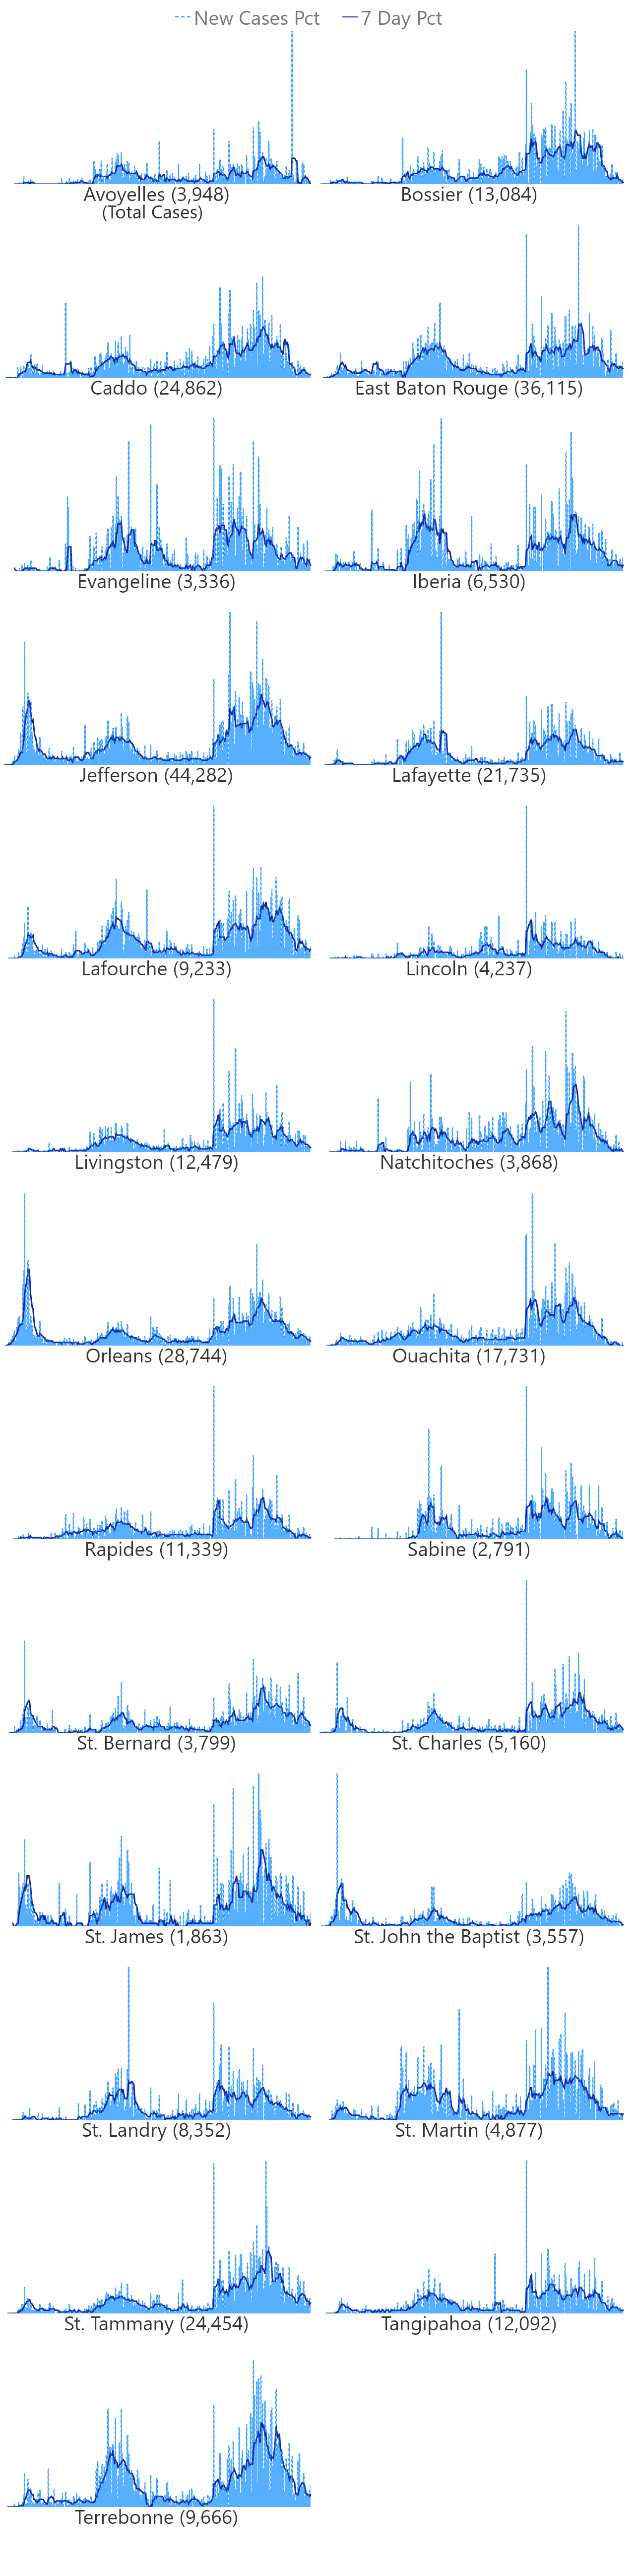 New Cases Pct 7 Day Pct
Avoyelles (3,948) Bossier (13,084)
(Total Cases)
Caddo (24,862) East Baton Rouge (36,115)
Evangeline (3,336) Iberia (6,530)
Jefferson (44,282) Lafayette (21,735)
Lafourche (9,233) Lincoln (4,237)
Livingston (12,479) Natchitoches (3,868)
Orleans (28,744) Ouachita (17,731)
Rapides (11,339) Sabine (2,791)
St. Bernard (3,799) St. Charles (5,160)
St. James (1,863) St. John the Baptist (3,557)
St. Landry (8,352) St. Martin (4,877)
St. Tammany (24,454) Tangipahoa (12,092)
Terrebonne (9,666)